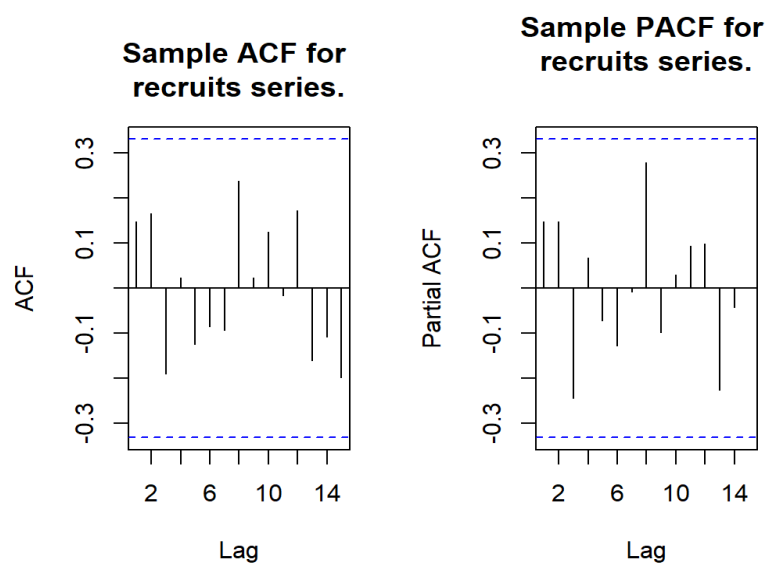 Sample ACF for
recruits series.
ACF
0.3
0.1
-0.1
-0.3
2
6
10
14
Lag
Sample PACF for
recruits series.
Partial ACF
0.3
0.1
-0.1
-0.3
2
6
10
14
Lag